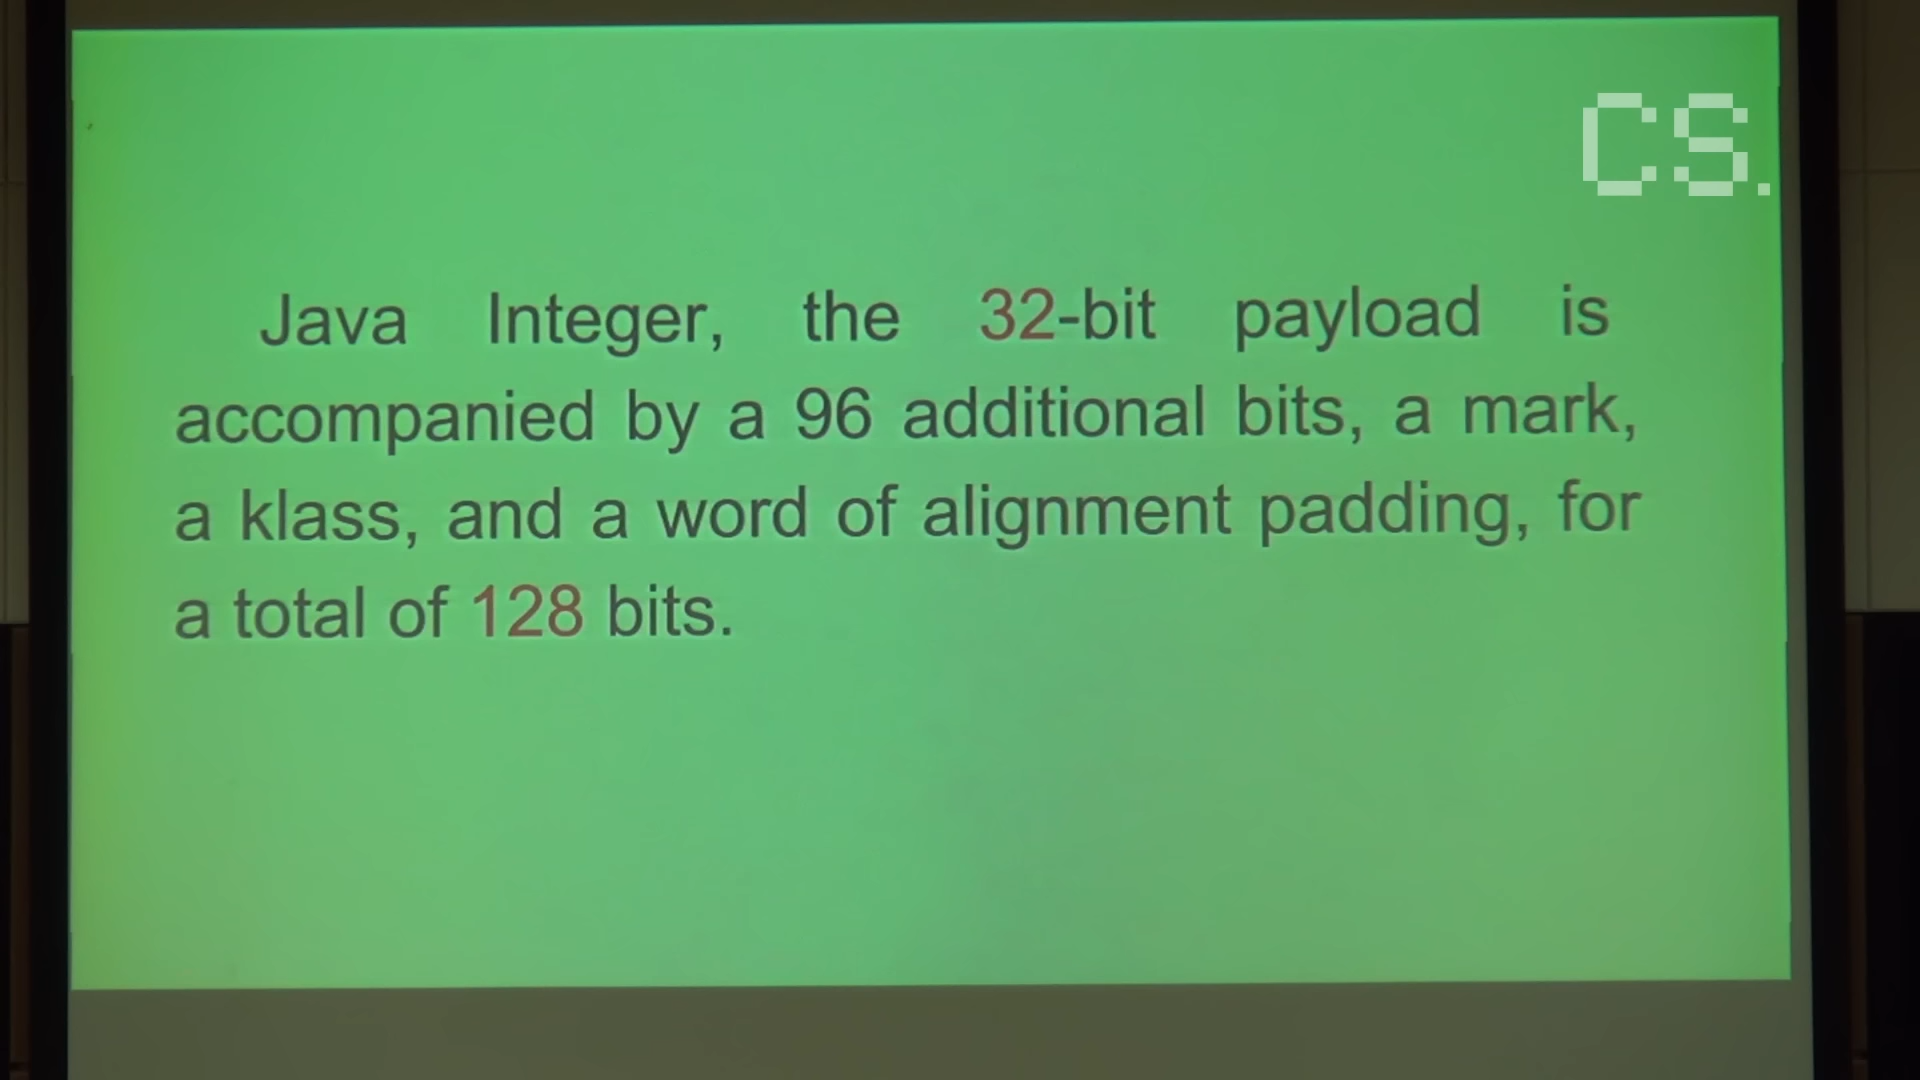 CS.
Java Integer, the 32-bit payload is
accompanied by a 96 additional bits, a mark,
a klass, and a word of alignment padding, for
a total of 128 bits.